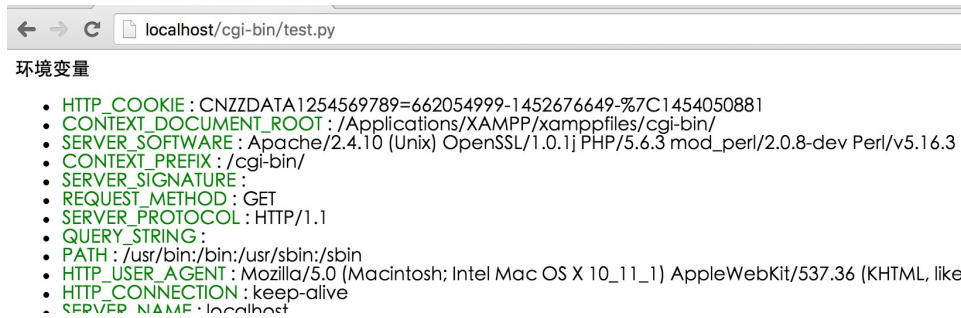 localhost/cgi-bin/test.py
环境变量
• HTTP_COOKIE : CNZZDATA1254569789=662054999-1452676649-%7C1454050881
• CONTEXT_DOCUMENT_ROOT : /Applications/XAMPP/xamppfiles/cgi-bin/
• SERVER_SOFTWARE : Apache/2.4.10 (Unix) OpenSSL/1.0.1j PHP/5.6.3 mod_perl/2.0.8-dev Perl/v5.16.3
• CONTEXT_PREFIX : /cgi-bin/
• SERVER_SIGNATURE :
• REQUEST_METHOD : GET
• SERVER_PROTOCOL : HTTP/1.1
• QUERY_STRING :
• PATH : /usr/bin:/bin:/usr/sbin:/sbin
• HTTP_USER_AGENT : Mozilla/5.0 (Macintosh; Intel Mac OS X 10_11_1) AppleWebKit/537.36 (KHTML, like
• HTTP_CONNECTION : keep-alive
• SERVER_NAME : localhost